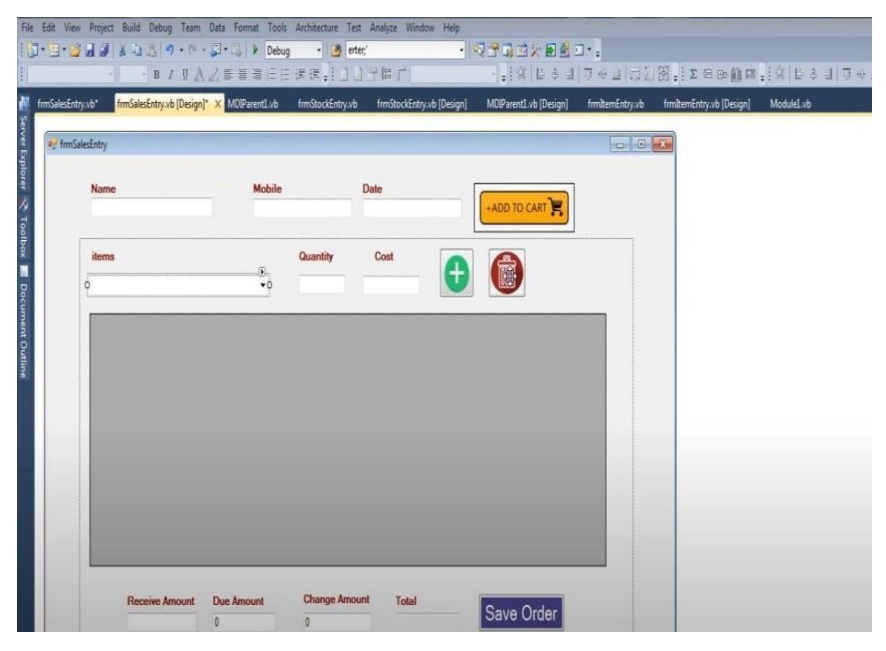 File Edit View Project Build Debug Team Data Format Tools Architecture Test Analyze Window Help
Debug erter;'
B I U A
frmSalesEntry.vb* frmSalesEntry.vb [Design]* X MDIParent1.vb frmStockEntry.vb frmStockEntry.vb [Design] MDIParent1.vb [Design] frmItemEntry.vb frmItemEntry.vb [Design] Module1.vb
Server Explorer
Toolbox
Document Outline
frmSalesEntry
Name Mobile Date
+ADD TO CART
items Quantity Cost
Receive Amount Due Amount Change Amount Total
0 0
Save Order